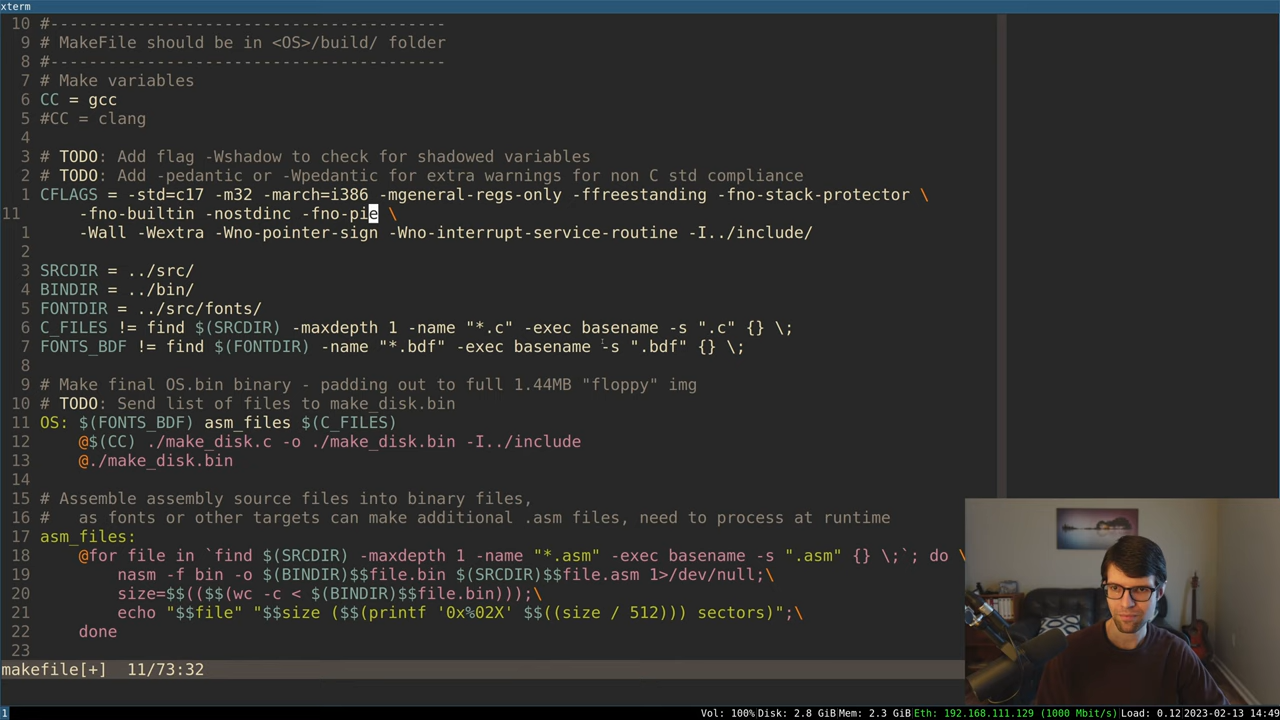 xterm
10 #-----------------------------------------
9 # MakeFile should be in <OS>/build/ folder
8 #-----------------------------------------
7 # Make variables
6 CC = gcc
5 #CC = clang
4
3 # TODO: Add flag -Wshadow to check for shadowed variables
2 # TODO: Add -pedantic or -Wpedantic for extra warnings for non C std compliance
1 CFLAGS = -std=c17 -m32 -march=i386 -mgeneral-regs-only -ffreestanding -fno-stack-protector \
11     -fno-builtin -nostdinc -fno-pie \
1     -Wall -Wextra -Wno-pointer-sign -Wno-interrupt-service-routine -I../include/
2
3 SRCDIR = ../src/
4 BINDIR = ../bin/
5 FONTDIR = ../src/fonts/
6 C_FILES != find $(SRCDIR) -maxdepth 1 -name "*.c" -exec basename -s ".c" {} \;
7 FONTS_BDF != find $(FONTDIR) -name "*.bdf" -exec basename -s ".bdf" {} \;
8
9 # Make final OS.bin binary - padding out to full 1.44MB "floppy" img
10 # TODO: Send list of files to make_disk.bin
11 OS: $(FONTS_BDF) asm_files $(C_FILES)
12     @$(CC) ./make_disk.c -o ./make_disk.bin -I../include
13     @./make_disk.bin
14
15 # Assemble assembly source files into binary files,
16 #   as fonts or other targets can make additional .asm files, need to process at runtime
17 asm_files:
18     @for file in `find $(SRCDIR) -maxdepth 1 -name "*.asm" -exec basename -s ".asm" {} \;`; do \
19         nasm -f bin -o $(BINDIR)$$file.bin $(SRCDIR)$$file.asm 1>/dev/null;\
20         size=$$(($$(wc -c < $(BINDIR)$$file.bin)));\
21         echo "$$file" "$$size ($$(printf '0x%02X' $$((size / 512))) sectors)";\
22     done
23
makefile[+]  11/73:32
1 Vol: 100% Disk: 2.8 GiB Mem: 2.3 GiB Eth: 192.168.111.129 (1000 Mbit/s) Load: 0.12 2023-02-13 14:49